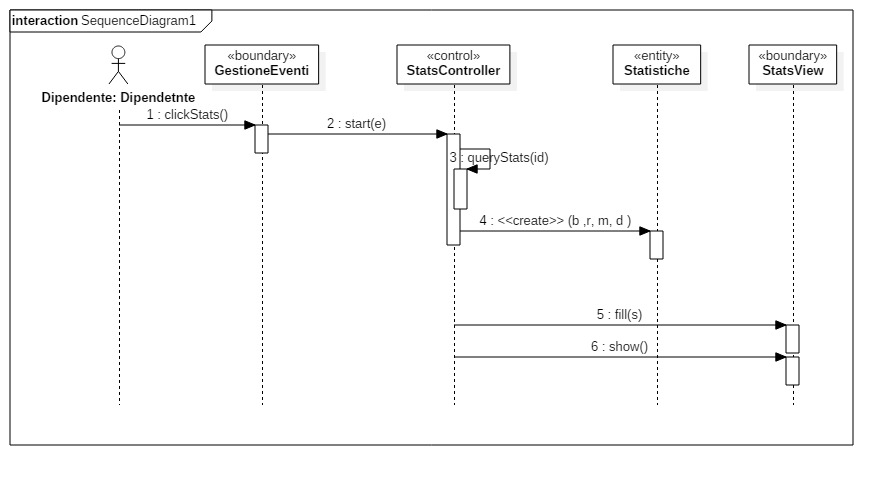 interaction SequenceDiagram1
«boundary»
GestioneEventi
«control»
StatsController
«entity»
Statistiche
«boundary»
StatsView
Dipendente: Dipendetnte
1 : clickStats()
2 : start(e)
3 : queryStats(id)
4 : <<create>> (b ,r, m, d )
5 : fill(s)
6 : show()